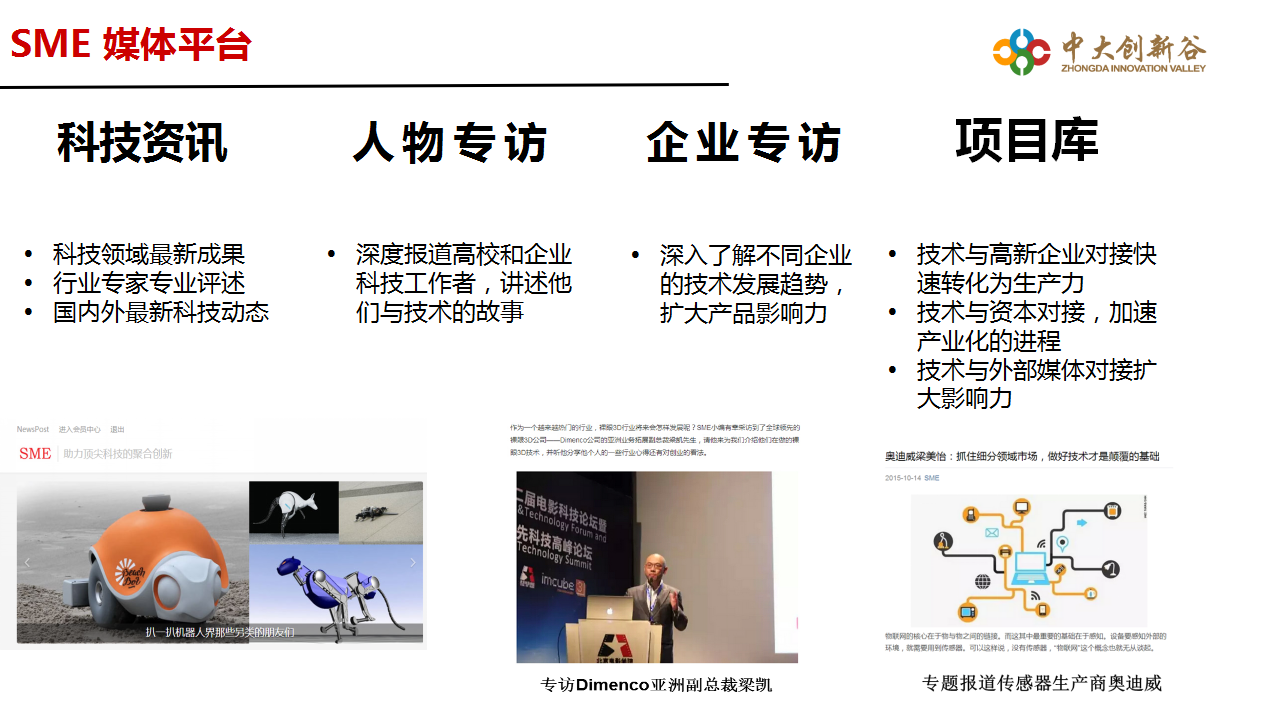 SME 媒体平台
中大创新谷
ZHONGDA INNOVATION VALLEY
科技资讯
人物专访
企业专访
项目库
• 科技领域最新成果
• 行业专家专业评述
• 国内外最新科技动态
• 深度报道高校和企业
科技工作者，讲述他
们与技术的故事
• 深入了解不同企业
的技术发展趋势，
扩大产品影响力
• 技术与高新企业对接快
速转化为生产力
• 技术与资本对接，加速
产业化的进程
• 技术与外部媒体对接扩
大影响力
NewsPost 进入会员中心 退出
SME 助力顶尖科技的聚合创新
Beach Bot
扒一扒机器人界那些另类的朋友们
作为一个越来越热门的行业，裸眼3D行业将来会怎样发展呢？SME小编有幸采访到了全球领先的
裸眼3D公司——Dimenco公司的亚洲业务拓展副总裁梁凯先生，请他来为我们介绍他们在做的裸
眼3D技术，并听他分享他个人的一些行业心得还有对创业的看法。
二届电影科技论坛暨
&Technology Forum and
先科技高峰论坛
Technology Summit
imcube
专访Dimenco亚洲副总裁梁凯
奥迪威梁美怡：抓住细分领域市场，做好技术才是颠覆的基础
2015-10-14 SME
物联网的核心在于物与物之间的链接。而这其中最重要的基础在于感知。设备要感知外部的
环境，就需要用到传感器。可以这样说，没有传感器，“物联网”这个概念也就无从谈起。
专题报道传感器生产商奥迪威